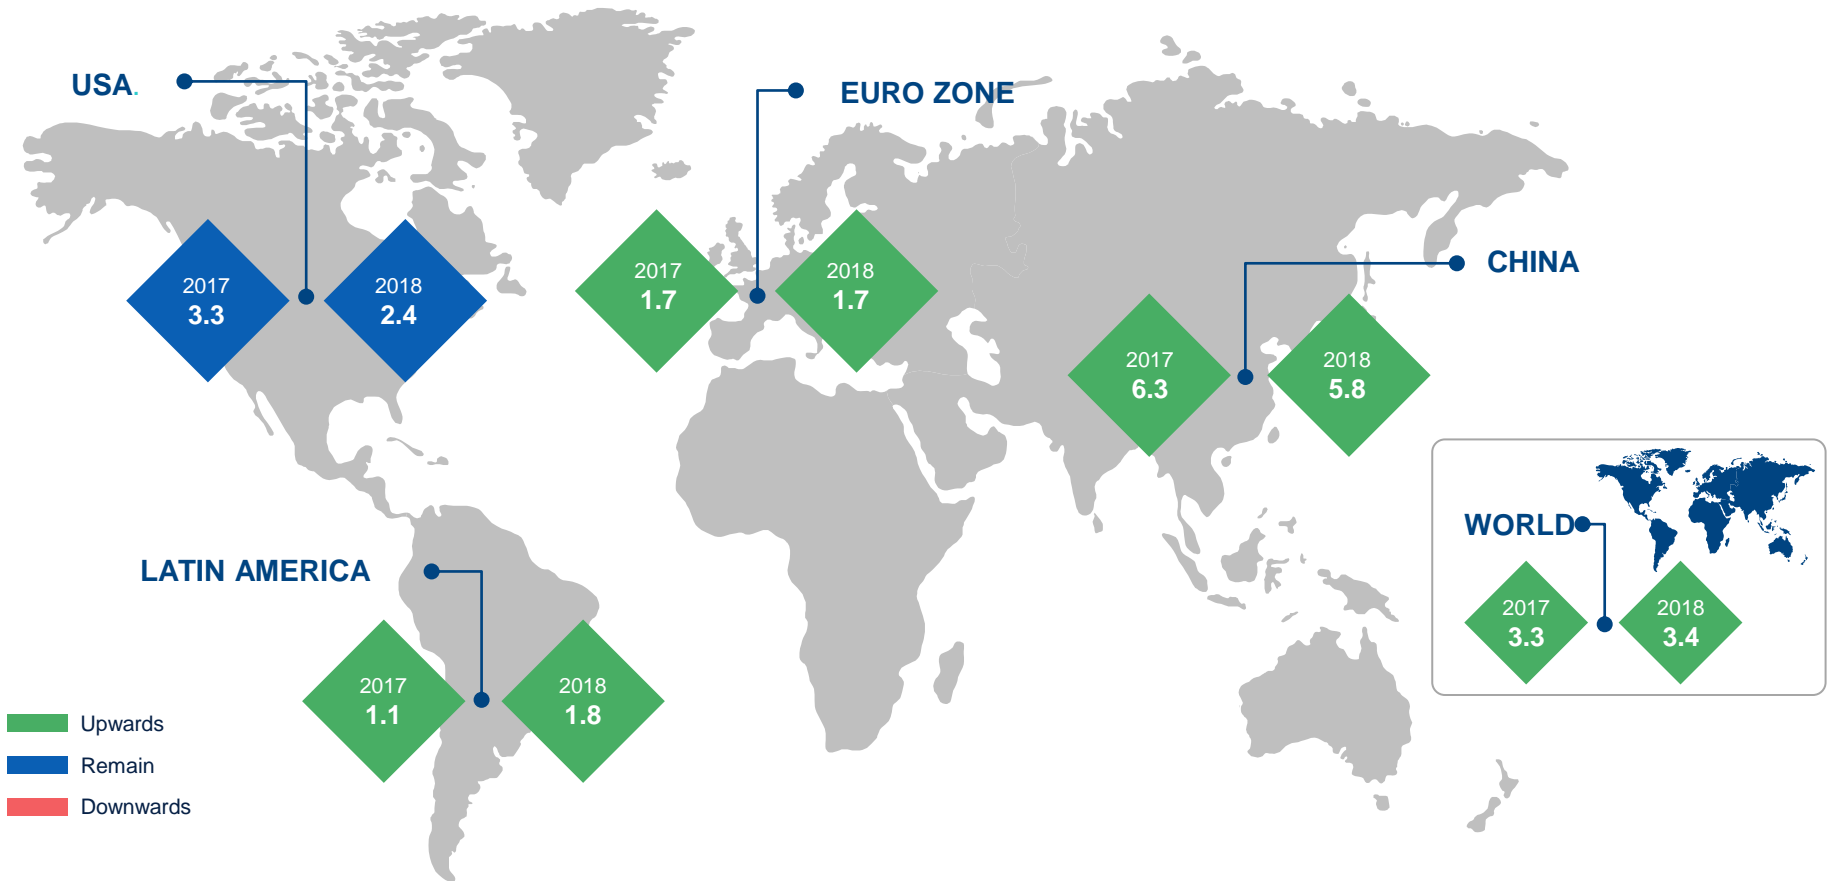 USA.
2017
3.3
2018
2.4
EURO ZONE
2017
1.7
2018
1.7
CHINA
2017
6.3
2018
5.8
LATIN AMERICA
2017
1.1
2018
1.8
WORLD
2017
3.3
2018
3.4
Upwards
Remain
Downwards